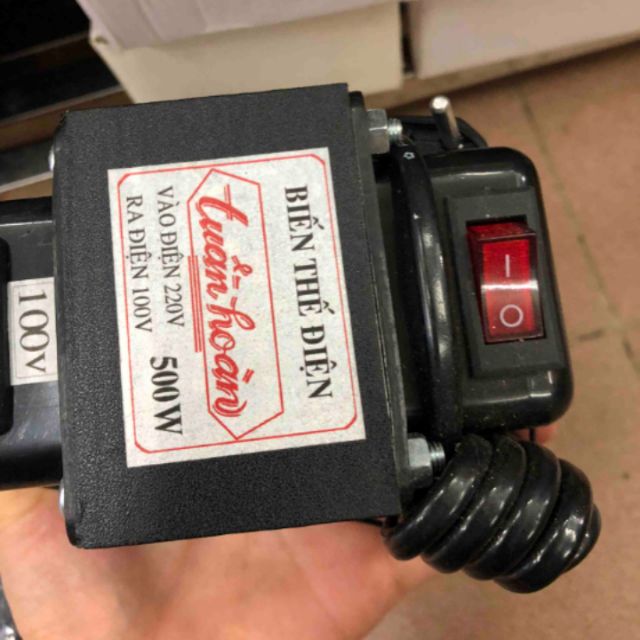 BIẾN THẾ ĐIỆN
Tuấn-hoàn
VÀO ĐIỆN 220V
RA ĐIỆN 100V
500W
100V
I
O